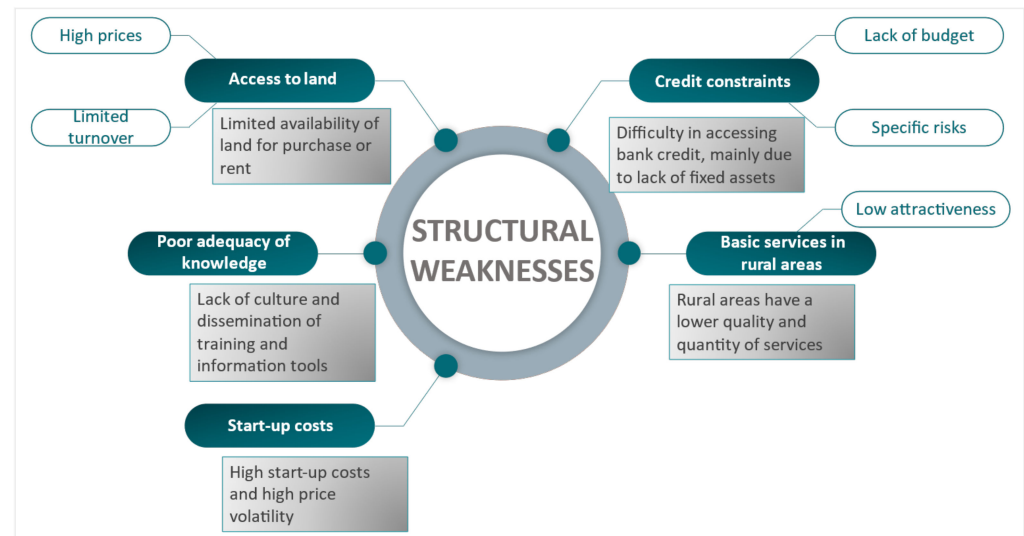 High prices
Access to land
Limited
turnover
Limited availability of
land for purchase or
rent
Lack of budget
Credit constraints
Specific risks
Difficulty in accessing
bank credit, mainly due
to lack of fixed assets
STRUCTURAL
WEAKNESSES
Low attractiveness
Basic services in
rural areas
Rural areas have a
lower quality and
quantity of services
Poor adequacy of
knowledge
Lack of culture and
dissemination of
training and
information tools
Start-up costs
High start-up costs
and high price
volatility